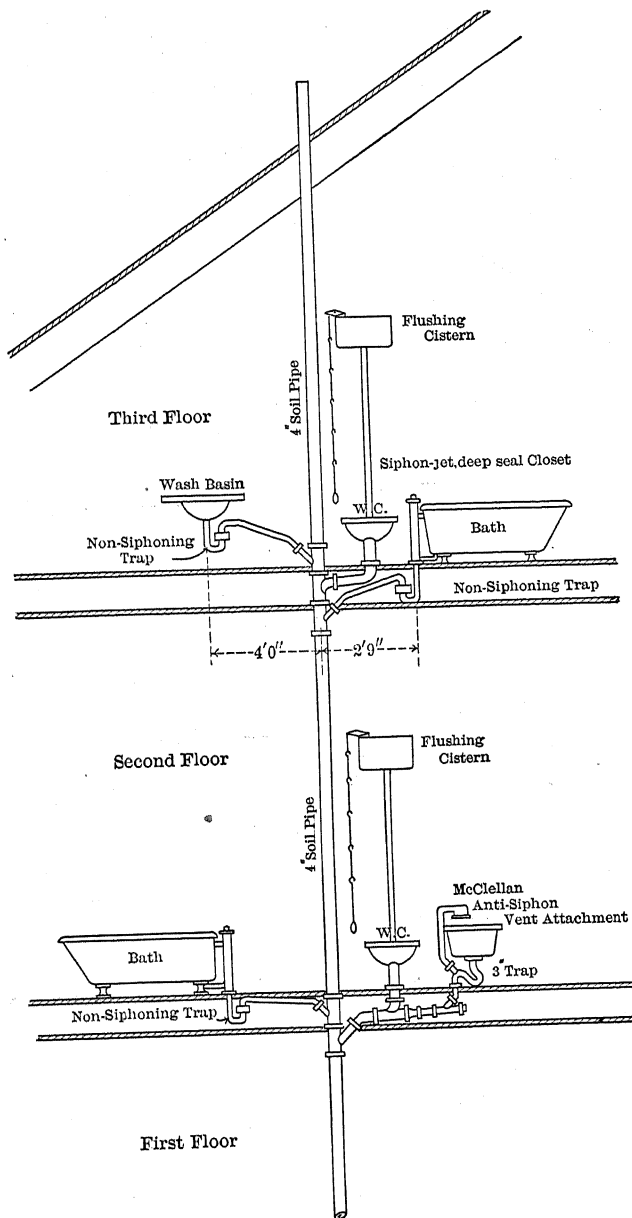 Flushing
Cistern
4" Soil Pipe
Third Floor
Siphon-jet, deep seal Closet
Wash Basin
W.C.
Bath
Non-Siphoning
Trap
Non-Siphoning Trap
4'0"
2'9"
Second Floor
Flushing
Cistern
4" Soil Pipe
McClellan
Anti-Siphon
Vent Attachment
W.C.
Bath
3" Trap
Non-Siphoning Trap
First Floor